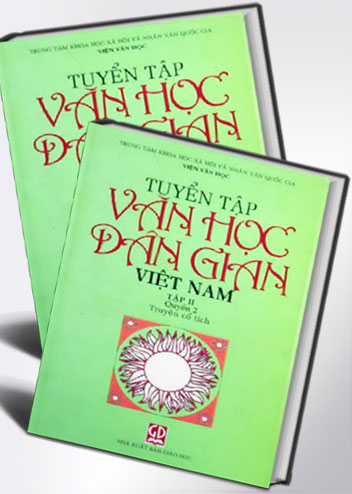 TRUNG TÂM KHOA HỌC XÃ HỘI VÀ NHÂN VĂN QUỐC GIA
VIỆN VĂN HỌC
TUYỂN TẬP
VĂN HỌC
DÂN GIAN
TRUNG TÂM KHOA HỌC XÃ HỘI VÀ NHÂN VĂN QUỐC GIA
VIỆN VĂN HỌC
TUYỂN TẬP
VĂN HỌC
DÂN GIAN
VIỆT NAM
TẬP II
Quyển 2
Truyện cổ tích
GD
NHÀ XUẤT BẢN GIÁO DỤC